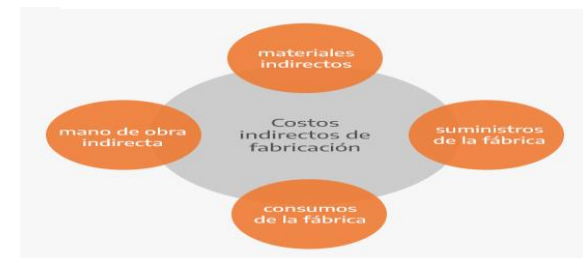 materiales
indirectos
mano de obra
indirecta
Costos
indirectos de
fabricación
suministros
de la fábrica
consumos
de la fábrica